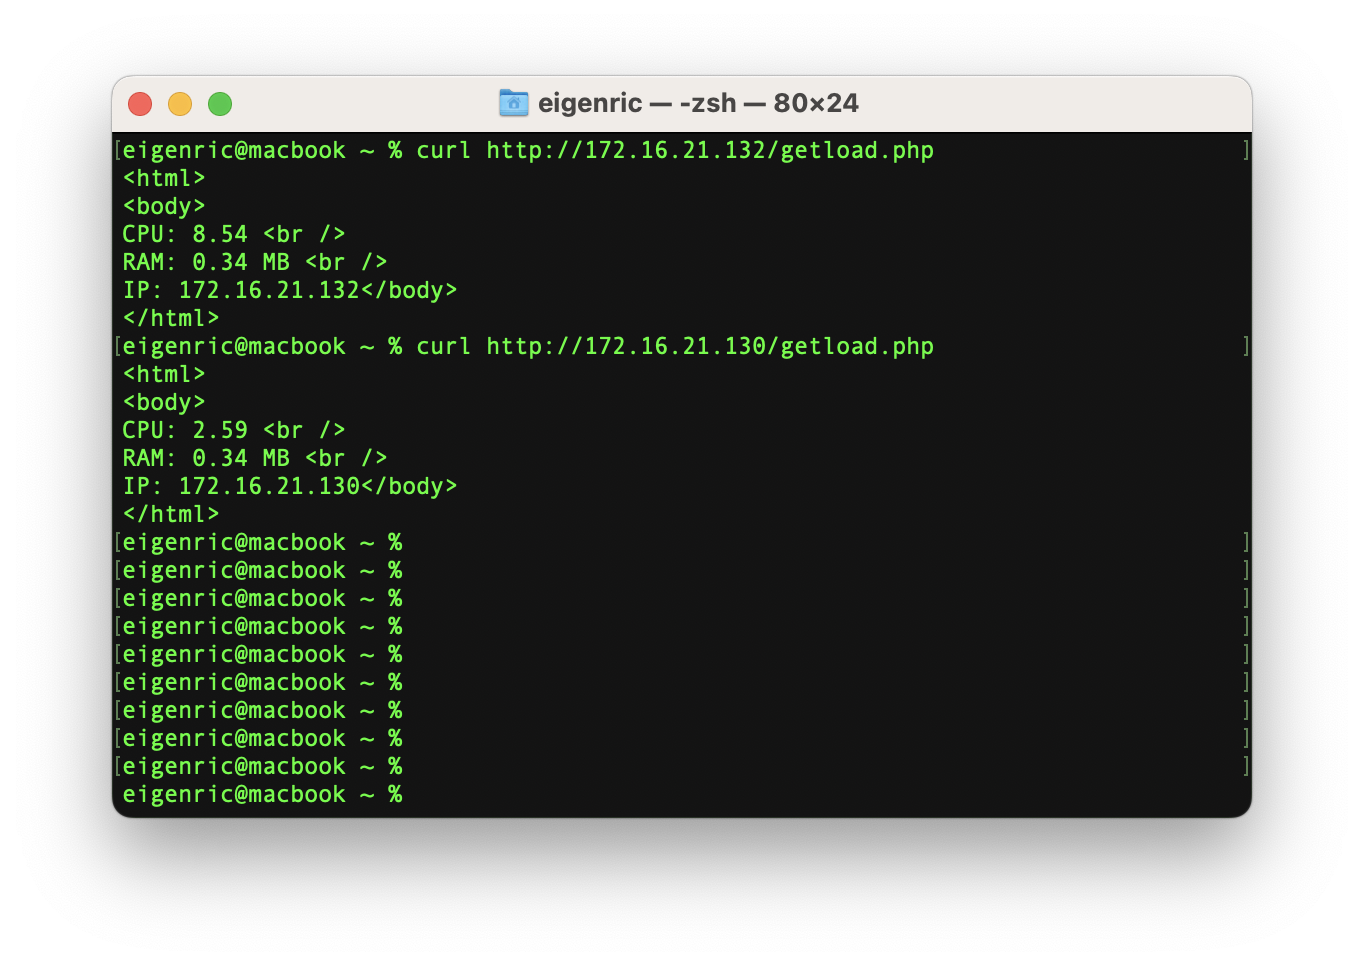 eigenric — -zsh — 80×24
[eigenric@macbook ~ % curl http://172.16.21.132/getload.php ]
<html>
<body>
CPU: 8.54 <br />
RAM: 0.34 MB <br />
IP: 172.16.21.132</body>
</html>
[eigenric@macbook ~ % curl http://172.16.21.130/getload.php ]
<html>
<body>
CPU: 2.59 <br />
RAM: 0.34 MB <br />
IP: 172.16.21.130</body>
</html>
[eigenric@macbook ~ % ]
[eigenric@macbook ~ % ]
[eigenric@macbook ~ % ]
[eigenric@macbook ~ % ]
[eigenric@macbook ~ % ]
[eigenric@macbook ~ % ]
[eigenric@macbook ~ % ]
[eigenric@macbook ~ % ]
[eigenric@macbook ~ % ]
eigenric@macbook ~ %